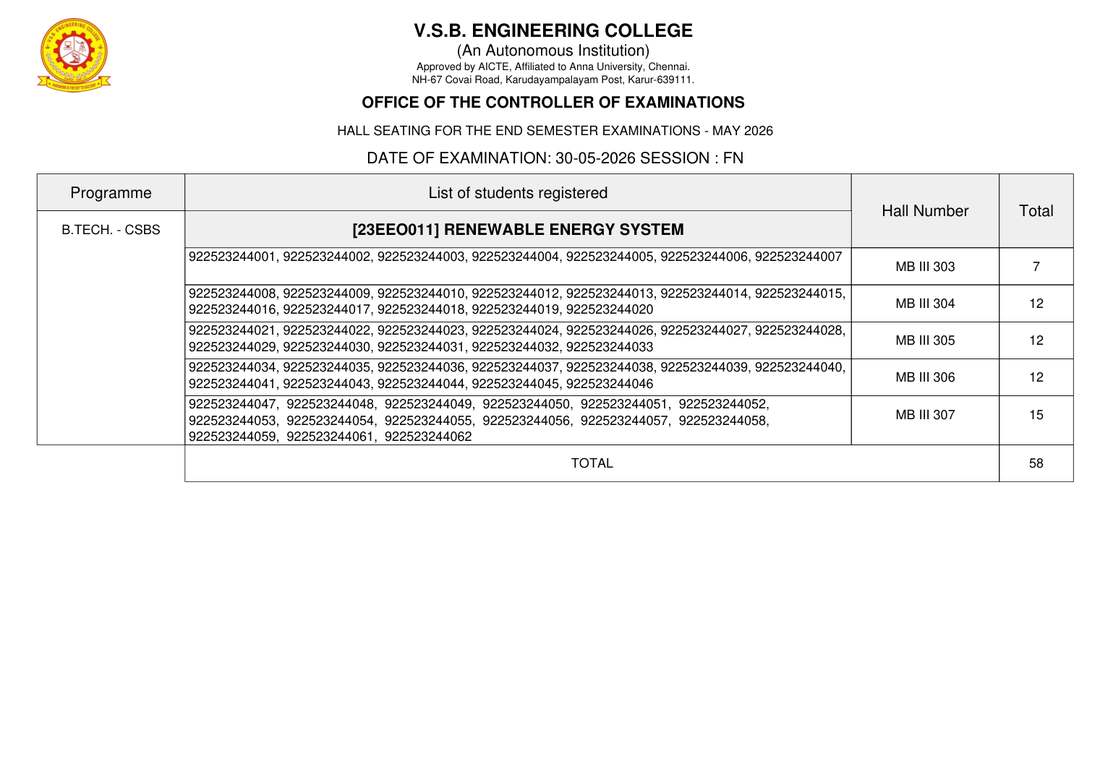 V.S.B. ENGINEERING COLLEGE
(An Autonomous Institution)
Approved by AICTE, Affiliated to Anna University, Chennai.
NH-67 Covai Road, Karudayampalayam Post, Karur-639111.
OFFICE OF THE CONTROLLER OF EXAMINATIONS
HALL SEATING FOR THE END SEMESTER EXAMINATIONS - MAY 2026
DATE OF EXAMINATION: 30-05-2026 SESSION : FN
Programme
List of students registered
Hall Number
Total
B.TECH. - CSBS
[23EEO011] RENEWABLE ENERGY SYSTEM
922523244001, 922523244002, 922523244003, 922523244004, 922523244005, 922523244006, 922523244007
MB III 303
7
922523244008, 922523244009, 922523244010, 922523244012, 922523244013, 922523244014, 922523244015,
922523244016, 922523244017, 922523244018, 922523244019, 922523244020
MB III 304
12
922523244021, 922523244022, 922523244023, 922523244024, 922523244026, 922523244027, 922523244028,
922523244029, 922523244030, 922523244031, 922523244032, 922523244033
MB III 305
12
922523244034, 922523244035, 922523244036, 922523244037, 922523244038, 922523244039, 922523244040,
922523244041, 922523244043, 922523244044, 922523244045, 922523244046
MB III 306
12
922523244047, 922523244048, 922523244049, 922523244050, 922523244051, 922523244052,
922523244053, 922523244054, 922523244055, 922523244056, 922523244057, 922523244058,
922523244059, 922523244061, 922523244062
MB III 307
15
TOTAL
58